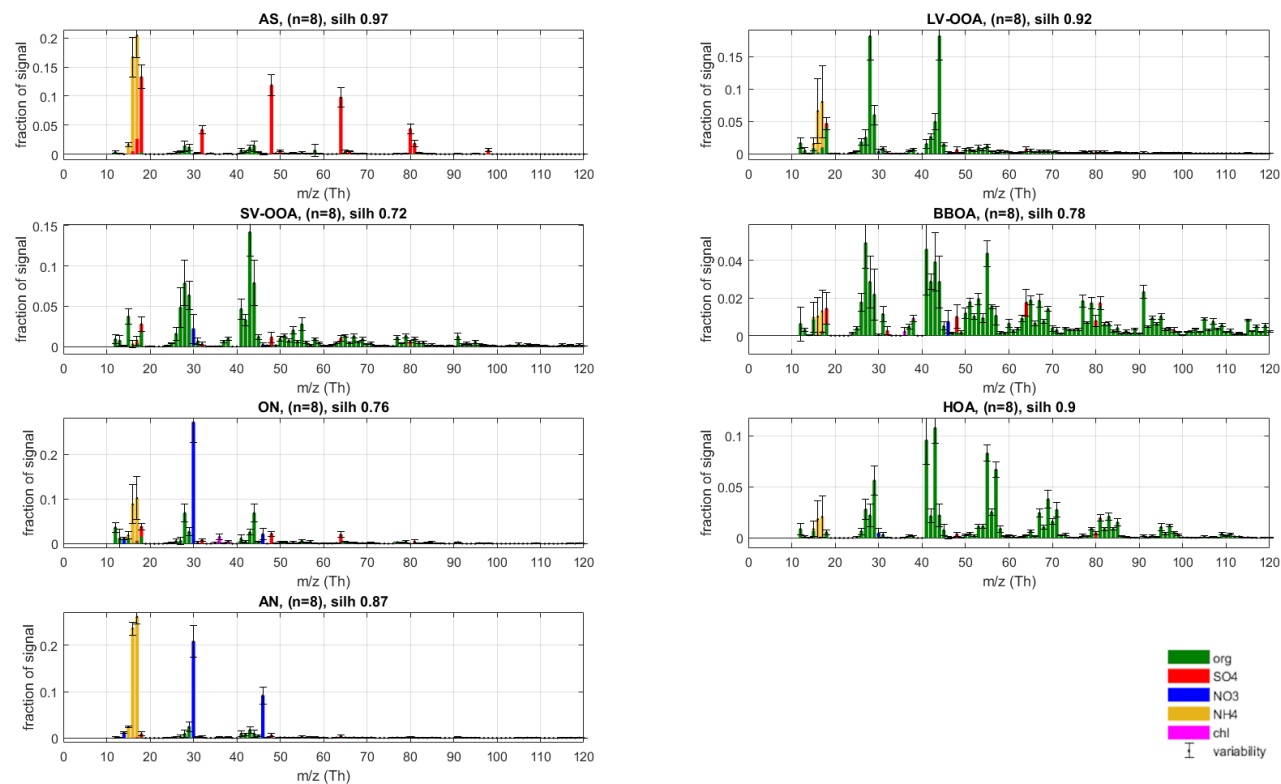 AS, (n=8), silh 0.97
fraction of signal
0.2
0.15
0.1
0.05
0
0 10 20 30 40 50 60 70 80 90 100 110 120
m/z (Th)
LV-OOA, (n=8), silh 0.92
fraction of signal
0.15
0.1
0.05
0
0 10 20 30 40 50 60 70 80 90 100 110 120
m/z (Th)
SV-OOA, (n=8), silh 0.72
fraction of signal
0.15
0.1
0.05
0
0 10 20 30 40 50 60 70 80 90 100 110 120
m/z (Th)
BBOA, (n=8), silh 0.78
fraction of signal
0.04
0.02
0
0 10 20 30 40 50 60 70 80 90 100 110 120
m/z (Th)
ON, (n=8), silh 0.76
fraction of signal
0.2
0.1
0
0 10 20 30 40 50 60 70 80 90 100 110 120
m/z (Th)
HOA, (n=8), silh 0.9
fraction of signal
0.1
0.05
0
0 10 20 30 40 50 60 70 80 90 100 110 120
m/z (Th)
AN, (n=8), silh 0.87
fraction of signal
0.2
0.1
0
0 10 20 30 40 50 60 70 80 90 100 110 120
m/z (Th)
org
SO4
NO3
NH4
chl
variability